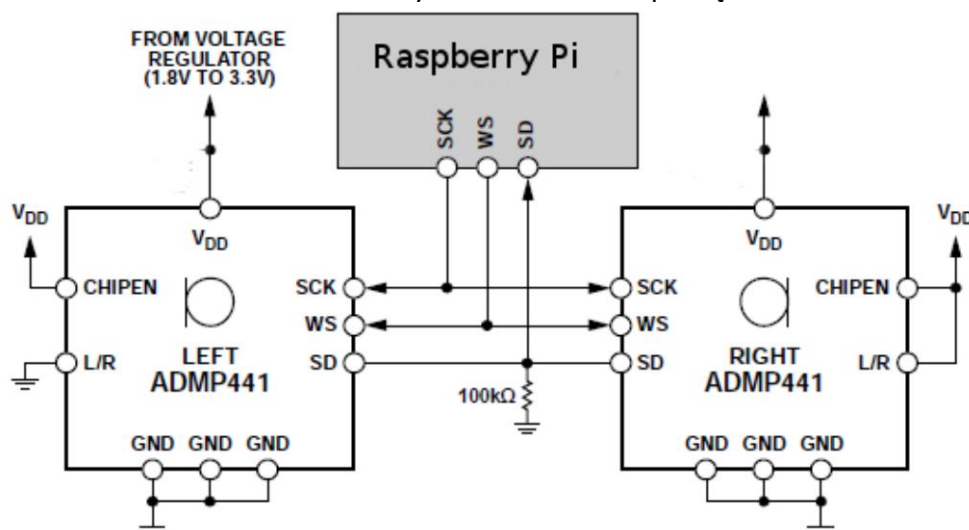 FROM VOLTAGE
REGULATOR
(1.8V TO 3.3V)
Raspberry Pi
SCK
WS
SD
VDD
VDD
CHIPEN
L/R
LEFT
ADMP441
SCK
WS
SD
GND GND GND
100kΩ
VDD
VDD
SCK
WS
SD
CHIPEN
L/R
RIGHT
ADMP441
GND GND GND